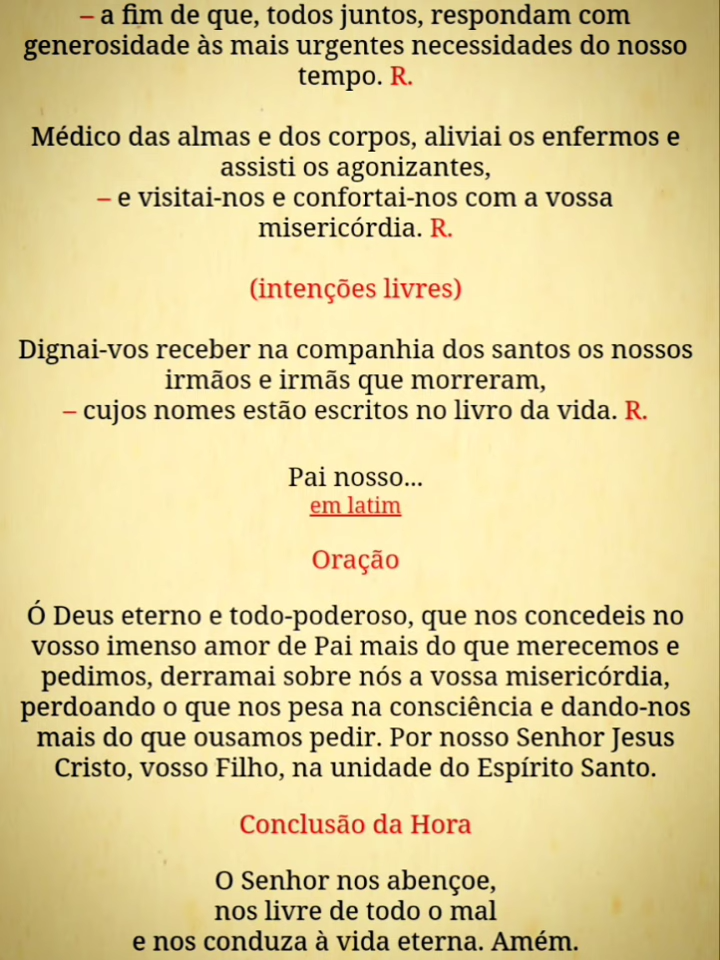 – a fim de que, todos juntos, respondam com
generosidade às mais urgentes necessidades do nosso
tempo. R.
Médico das almas e dos corpos, aliviai os enfermos e
assisti os agonizantes,
– e visitai-nos e confortai-nos com a vossa
misericórdia. R.
(intenções livres)
Dignai-vos receber na companhia dos santos os nossos
irmãos e irmãs que morreram,
– cujos nomes estão escritos no livro da vida. R.
Pai nosso...
em latim
Oração
Ó Deus eterno e todo-poderoso, que nos concedeis no
vosso imenso amor de Pai mais do que merecemos e
pedimos, derramai sobre nós a vossa misericórdia,
perdoando o que nos pesa na consciência e dando-nos
mais do que ousamos pedir. Por nosso Senhor Jesus
Cristo, vosso Filho, na unidade do Espírito Santo.
Conclusão da Hora
O Senhor nos abençoe,
nos livre de todo o mal
e nos conduza à vida eterna. Amém.